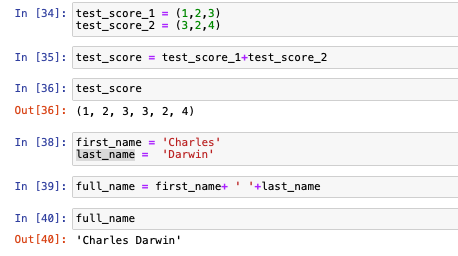 In [34]: test_score_1 = (1,2,3)
test_score_2 = (3,2,4)
In [35]: test_score = test_score_1+test_score_2
In [36]: test_score
Out[36]: (1, 2, 3, 3, 2, 4)
In [38]: first_name = 'Charles'
last_name =  'Darwin'
In [39]: full_name = first_name+ ' '+last_name
In [40]: full_name
Out[40]: 'Charles Darwin'